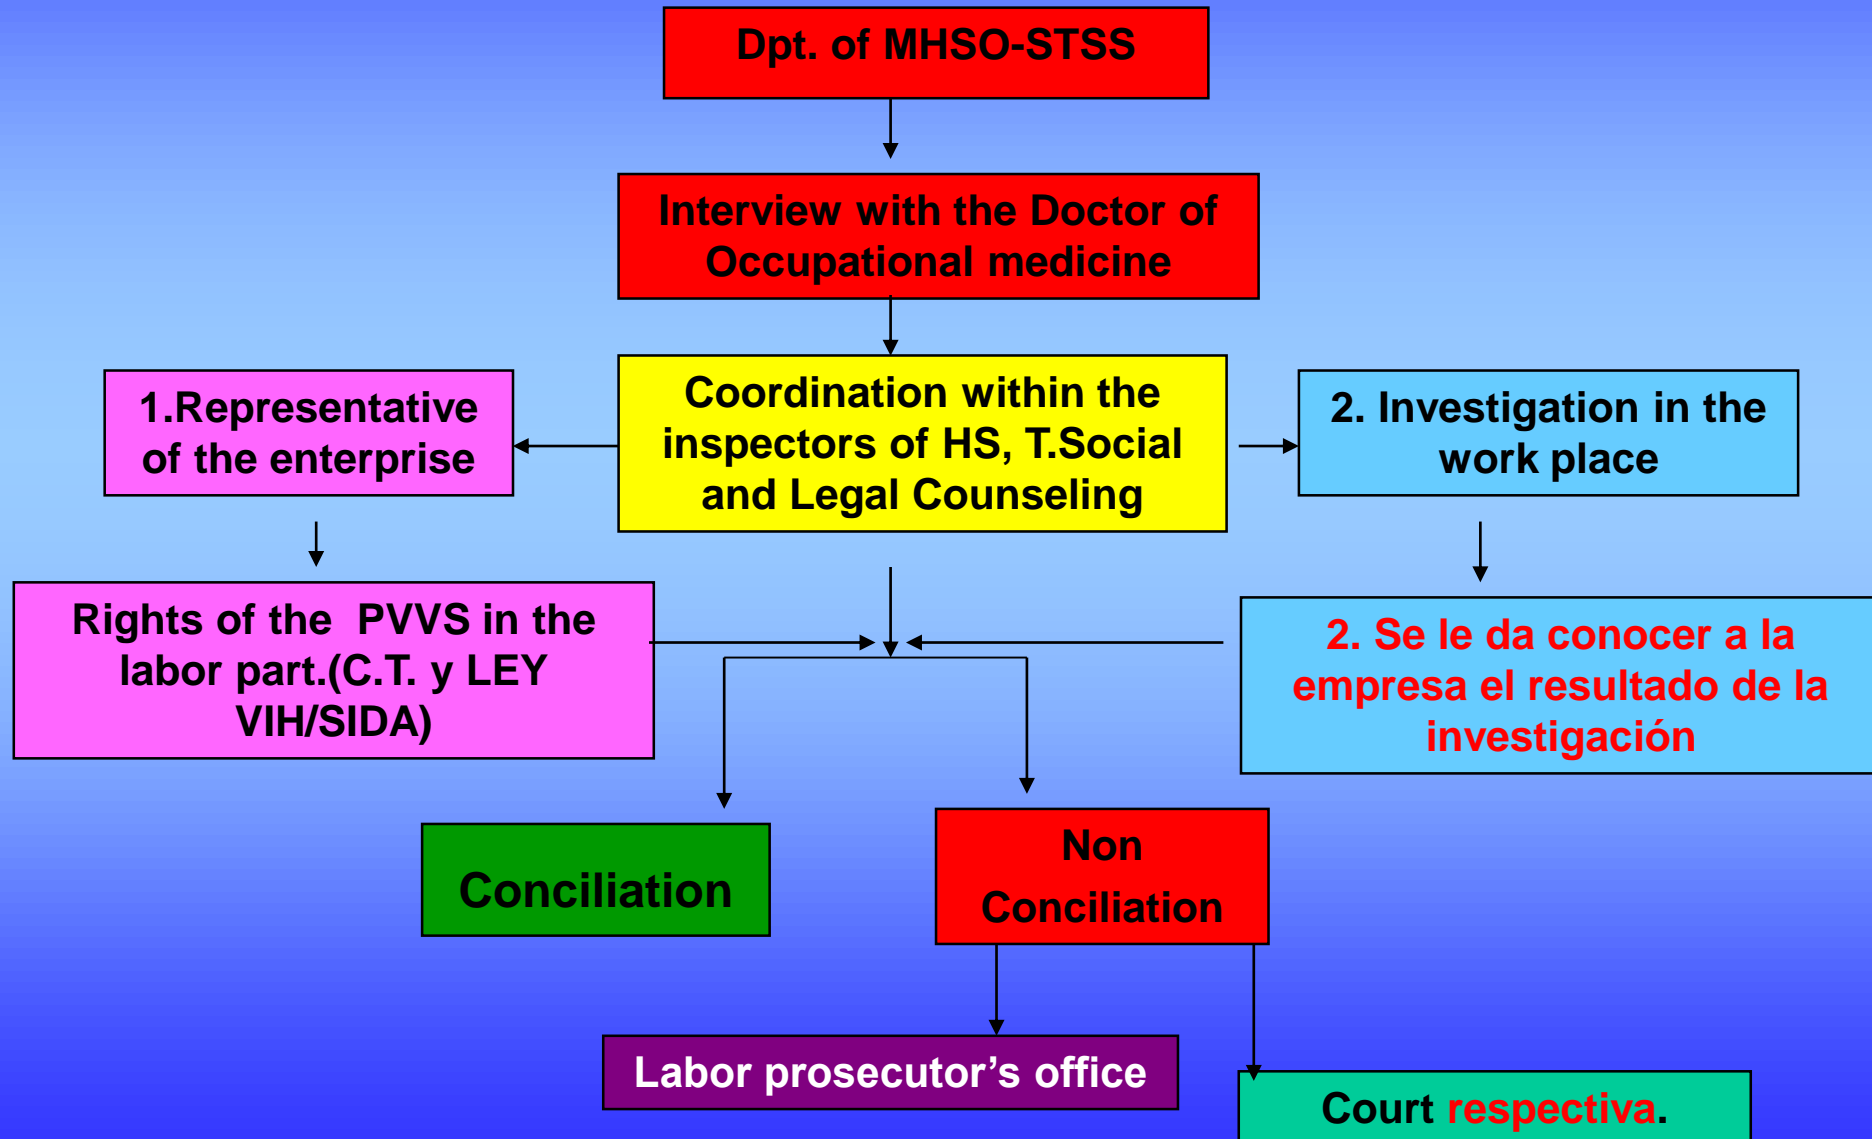 Dpt. of MHSO-STSS
Interview with the Doctor of
Occupational medicine
1.Representative
of the enterprise
Coordination within the
inspectors of HS, T.Social
and Legal Counseling
2. Investigation in the
work place
Rights of the PVVS in the
labor part.(C.T. y LEY
VIH/SIDA)
2. Se le da conocer a la
empresa el resultado de la
investigación
Conciliation
Non
Conciliation
Labor prosecutor’s office
Court respectiva.